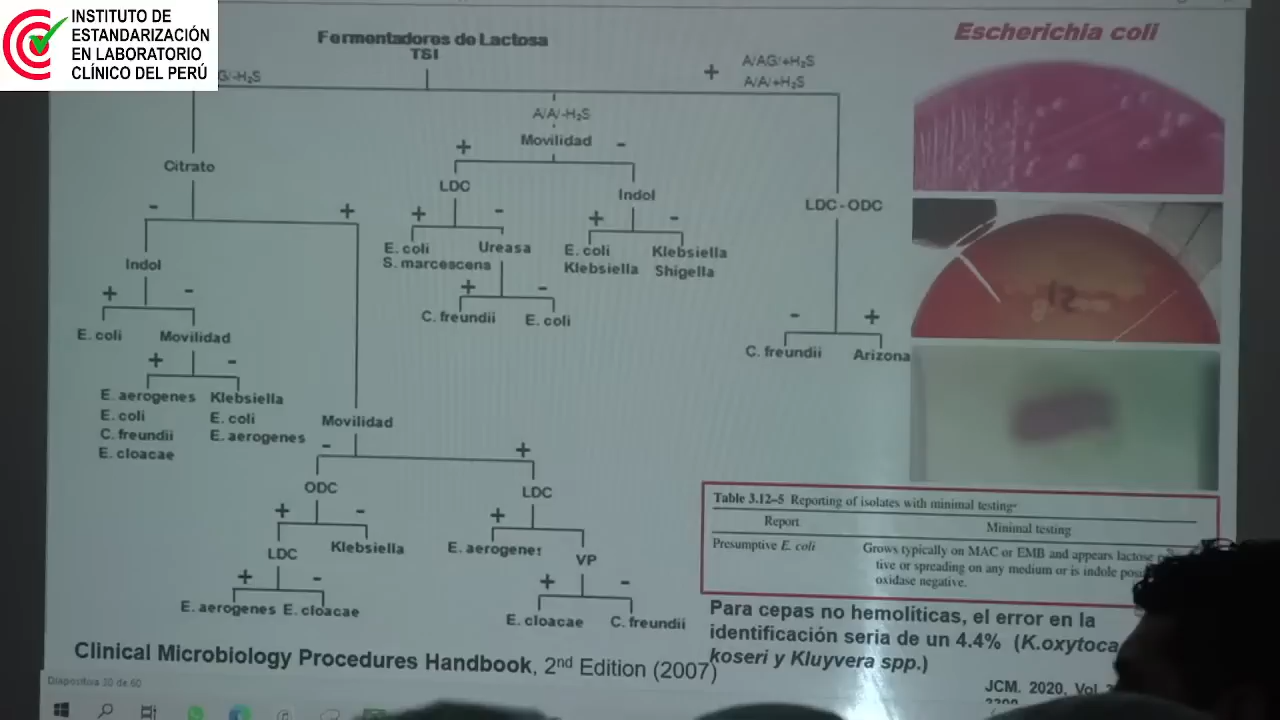 INSTITUTO DE
ESTANDARIZACIÓN
EN LABORATORIO
CLÍNICO DEL PERÚ
Fermentadores de Lactosa
TSI
G/-H₂S
+
A/AG/+H₂S
A/A/+H₂S
A/A/-H₂S
Movilidad
+ -
Citrato
- +
LDC
+ -
E. coli
S. marcescena
Ureasa
+ -
C. freundii E. coli
Indol
+ -
E. coli
Klebsiella
Klebsiella
Shigella
LDC - ODC
- +
C. freundii Arizona
Indol
+ -
E. coli Movilidad
+ -
E. aerogenes
E. coli
C. freundii
E. cloacae
Klebsiella
E. coli
E. aerogenes
Movilidad
- +
ODC
+ -
LDC Klebsiella
+ -
E. aerogenes E. cloacae
LDC
+
E. aerogenes
VP
+ -
E. cloacae C. freundii
Clinical Microbiology Procedures Handbook, 2nd Edition (2007)
Diapositiva 30 de 60
Escherichia coli
Table 3.12–5 Reporting of isolates with minimal testing
Report Minimal testing
Presumptive E. coli Grows typically on MAC or EMB and appears lactose
tive or spreading on any medium or is indole
oxidase negative.
Para cepas no hemolíticas, el error en la
identificación seria de un 4.4% (K.oxytoca
koseri y Kluyvera spp.)
JCM. 2020, Vol